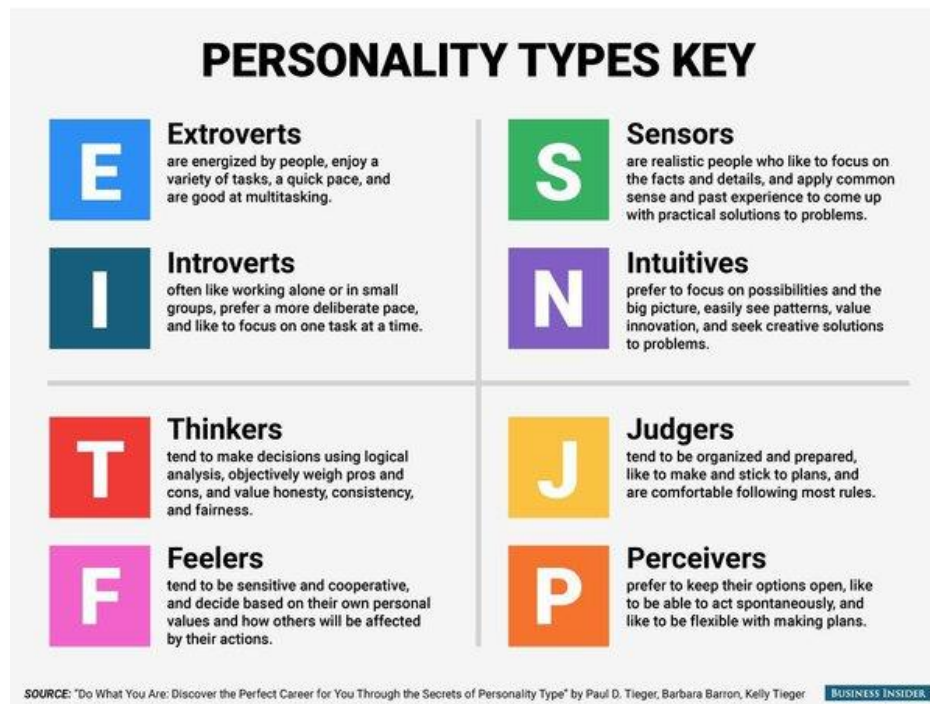 PERSONALITY TYPES KEY
E
Extroverts
are energized by people, enjoy a
variety of tasks, a quick pace, and
are good at multitasking.
I
Introverts
often like working alone or in small
groups, prefer a more deliberate pace,
and like to focus on one task at a time.
S
Sensors
are realistic people who like to focus on
the facts and details, and apply common
sense and past experience to come up
with practical solutions to problems.
N
Intuitives
prefer to focus on possibilities and the
big picture, easily see patterns, value
innovation, and seek creative solutions
to problems.
T
Thinkers
tend to make decisions using logical
analysis, objectively weigh pros and
cons, and value honesty, consistency,
and fairness.
F
Feelers
tend to be sensitive and cooperative,
and decide based on their own personal
values and how others will be affected
by their actions.
J
Judgers
tend to be organized and prepared,
like to make and stick to plans, and
are comfortable following most rules.
P
Perceivers
prefer to keep their options open, like
to be able to act spontaneously, and
like to be flexible with making plans.
SOURCE: "Do What You Are: Discover the Perfect Career for You Through the Secrets of Personality Type" by Paul D. Tieger, Barbara Barron, Kelly Tieger
BUSINESS INSIDER